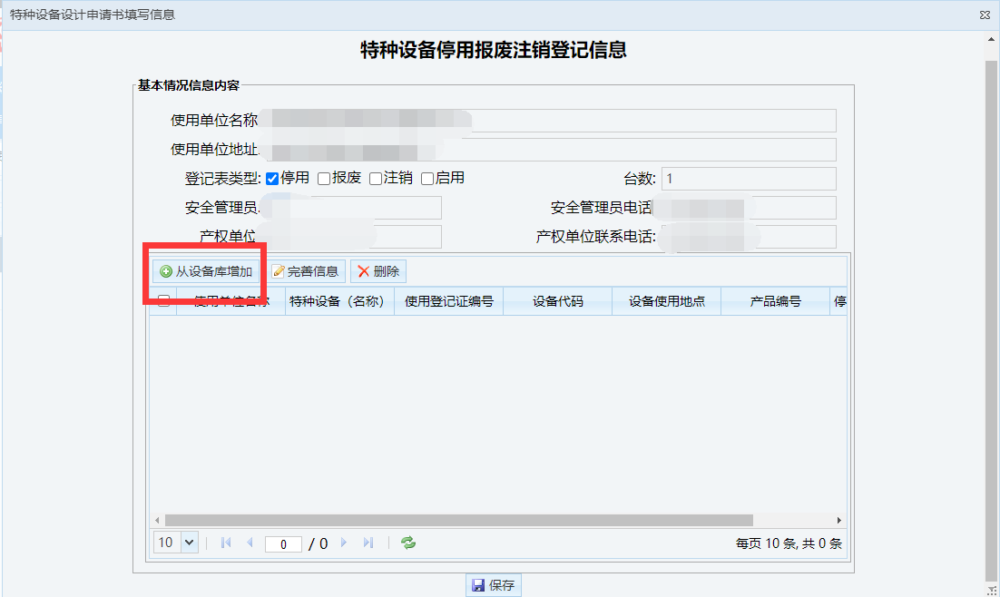 特种设备设计申请书填写信息
特种设备停用报废注销登记信息
基本情况信息内容
使用单位名称
使用单位地址:
登记表类型: 停用 报废 注销 启用 台数: 1
安全管理员: 安全管理员电话
产权单位 产权单位联系电话:
从设备库增加 完善信息 删除
使用单位名称 特种设备（名称） 使用登记证编号 设备代码 设备使用地点 产品编号 停
10 0 / 0 每页 10 条, 共 0 条
保存